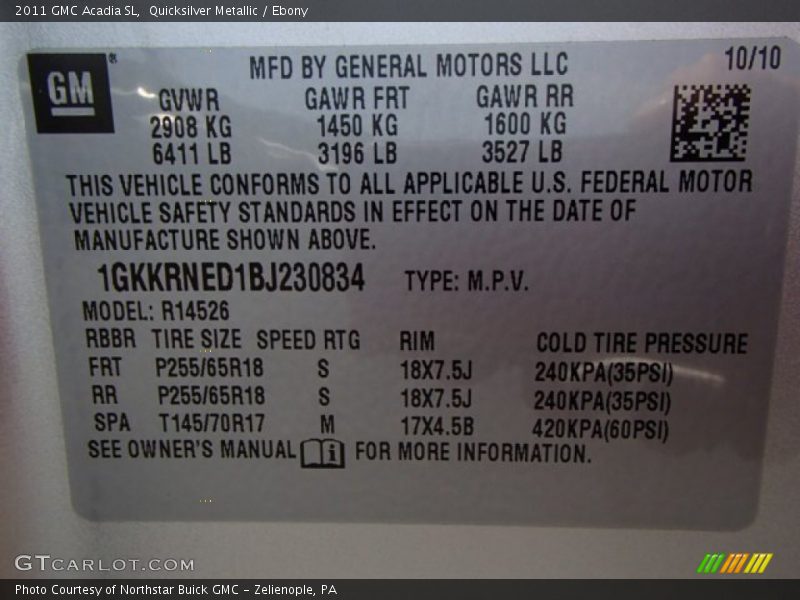 2011 GMC Acadia SL, Quicksilver Metallic / Ebony
GM®
MFD BY GENERAL MOTORS LLC
10/10
GVWR GAWR FRT GAWR RR
2908 KG 1450 KG 1600 KG
6411 LB 3196 LB 3527 LB
THIS VEHICLE CONFORMS TO ALL APPLICABLE U.S. FEDERAL MOTOR
VEHICLE SAFETY STANDARDS IN EFFECT ON THE DATE OF
MANUFACTURE SHOWN ABOVE.
1GKKRNED1BJ230834 TYPE: M.P.V.
MODEL: R14526
RBBR TIRE SIZE SPEED RTG RIM COLD TIRE PRESSURE
FRT P255/65R18 S 18X7.5J 240KPA(35PSI)
RR P255/65R18 S 18X7.5J 240KPA(35PSI)
SPA T145/70R17 M 17X4.5B 420KPA(60PSI)
SEE OWNER'S MANUAL i FOR MORE INFORMATION.
GTCARLOT.COM
Photo Courtesy of Northstar Buick GMC - Zelienople, PA